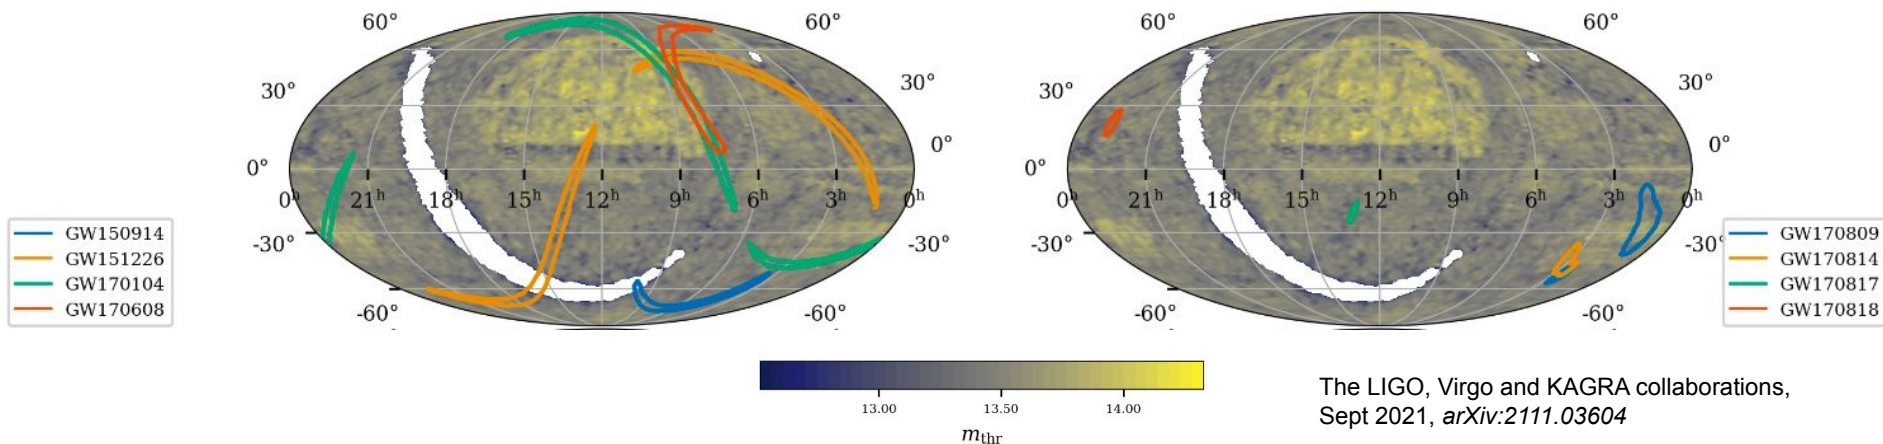 60°
60°
30°
30°
0°
0°
0ʰ
21ʰ
18ʰ
15ʰ
12ʰ
9ʰ
6ʰ
3ʰ
0ʰ
-30°
-30°
-60°
-60°
GW150914
GW151226
GW170104
GW170608
60°
60°
30°
30°
0°
0°
0ʰ
21ʰ
18ʰ
15ʰ
12ʰ
9ʰ
6ʰ
3ʰ
0ʰ
-30°
-30°
-60°
-60°
GW170809
GW170814
GW170817
GW170818
13.00
13.50
14.00
mthr
The LIGO, Virgo and KAGRA collaborations,
Sept 2021, arXiv:2111.03604